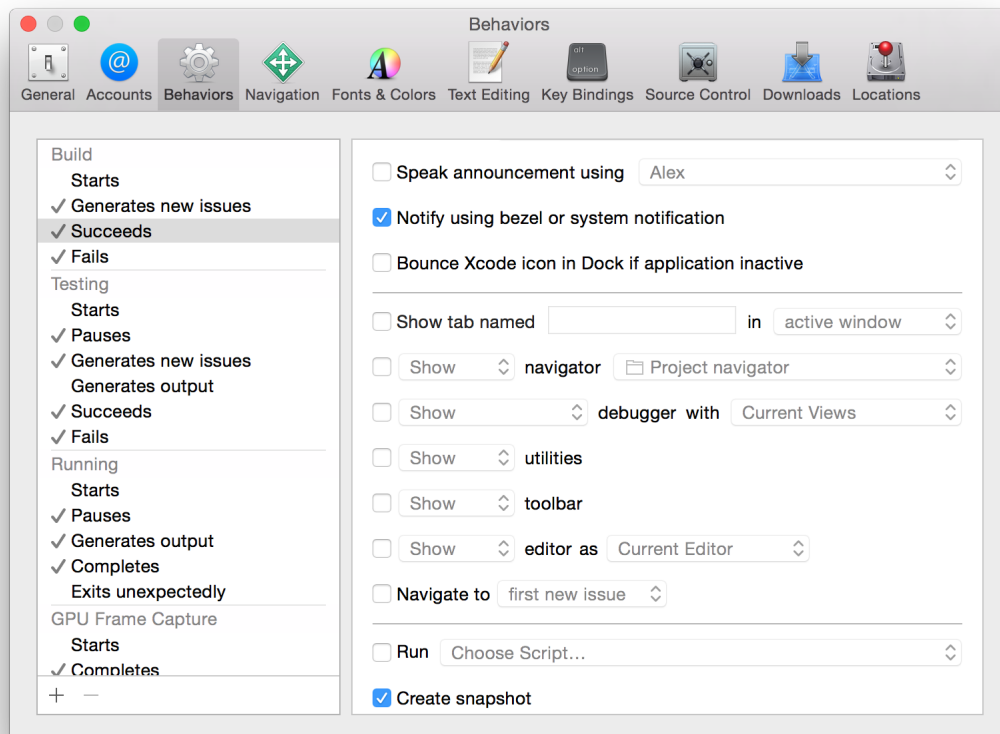 Behaviors
General Accounts Behaviors Navigation Fonts & Colors Text Editing Key Bindings Source Control Downloads Locations
alt
option
Build
Starts
Generates new issues
Succeeds
Fails
Testing
Starts
Pauses
Generates new issues
Generates output
Succeeds
Fails
Running
Starts
Pauses
Generates output
Completes
Exits unexpectedly
GPU Frame Capture
Starts
Completes
Speak announcement using Alex
Notify using bezel or system notification
Bounce Xcode icon in Dock if application inactive
Show tab named in active window
Show navigator Project navigator
Show debugger with Current Views
Show utilities
Show toolbar
Show editor as Current Editor
Navigate to first new issue
Run Choose Script...
Create snapshot